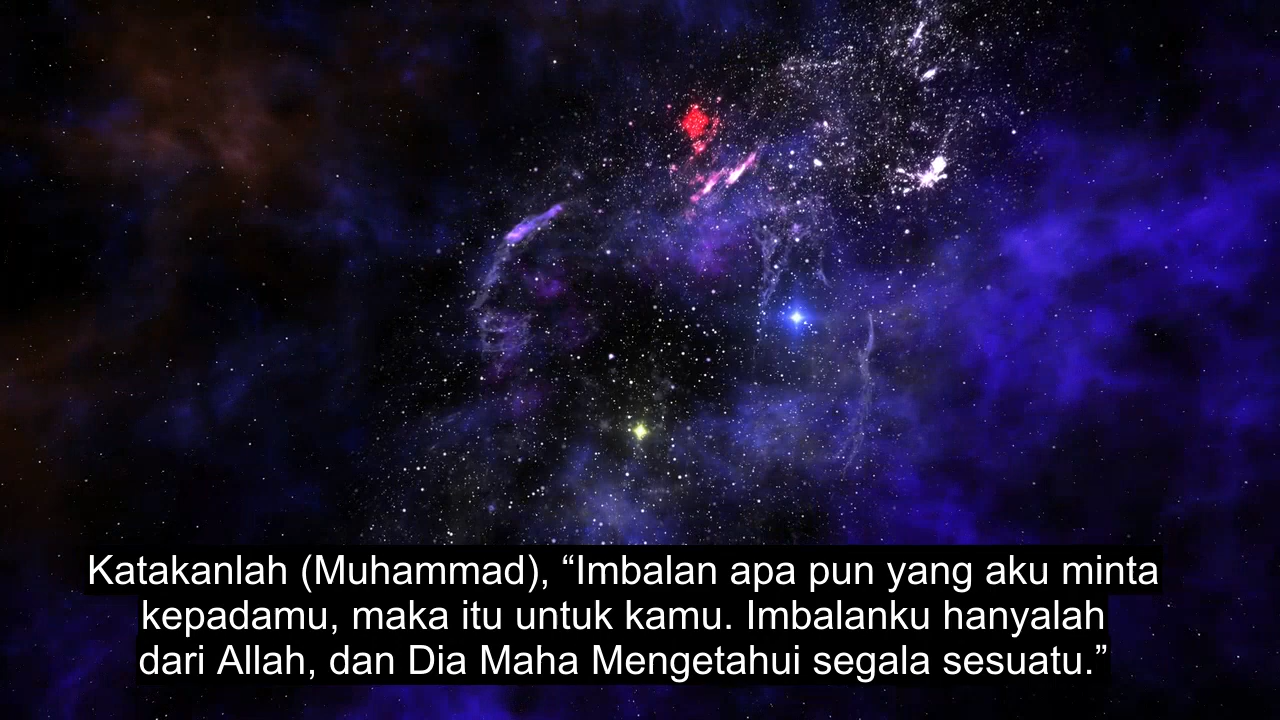 Katakanlah (Muhammad), “Imbalan apa pun yang aku minta
kepadamu, maka itu untuk kamu. Imbalanku hanyalah
dari Allah, dan Dia Maha Mengetahui segala sesuatu.”